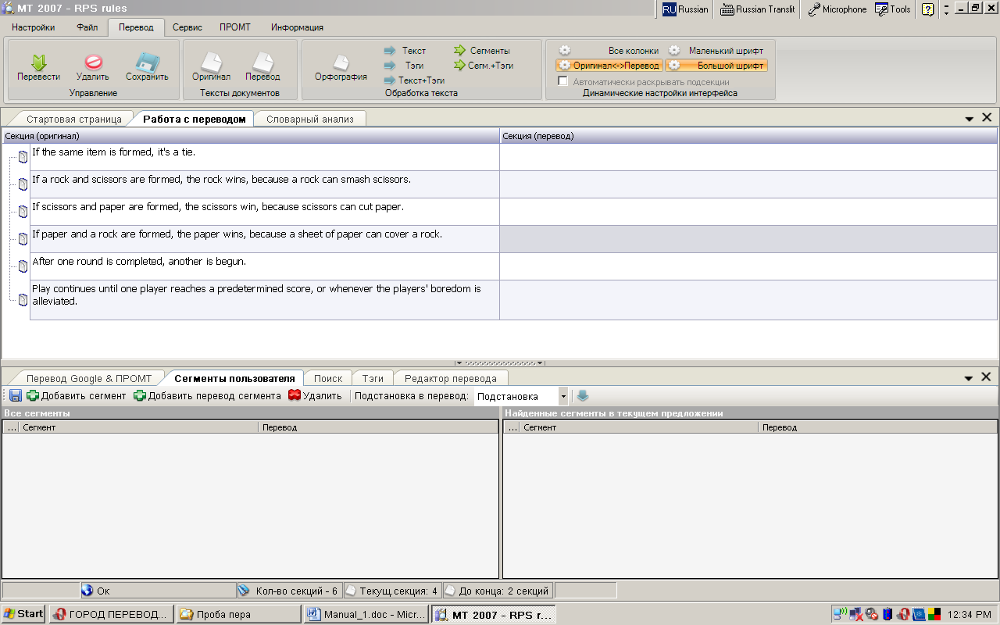 MT 2007 - RPS rules
RU Russian
Russian Translit
Microphone
Tools
Настройки
Файл
Перевод
Сервис
ПРОМТ
Информация
Перевести
Удалить
Сохранить
Управление
Оригинал
Перевод
Тексты документов
Орфография
Текст
Тэги
Текст+Тэги
Сегменты
Сегм.+Тэги
Обработка текста
Все колонки
Маленький шрифт
Оригинал<->Перевод
Большой шрифт
Автоматически раскрывать подсекции
Динамические настройки интерфейса
Стартовая страница
Работа с переводом
Словарный анализ
Секция (оригинал)
Секция (перевод)
If the same item is formed, it's a tie.
If a rock and scissors are formed, the rock wins, because a rock can smash scissors.
If scissors and paper are formed, the scissors win, because scissors can cut paper.
If paper and a rock are formed, the paper wins, because a sheet of paper can cover a rock.
After one round is completed, another is begun.
Play continues until one player reaches a predetermined score, or whenever the players' boredom is
alleviated.
Перевод Google & ПРОМТ
Сегменты пользователя
Поиск
Тэги
Редактор перевода
Добавить сегмент
Добавить перевод сегмента
Удалить
Подстановка в перевод:
Подстановка
Все сегменты
Найденные сегменты в текущем предложении
... Сегмент
Перевод
... Сегмент
Перевод
Ок
Кол-во секций - 6
Текущ.секция: 4
До конца: 2 секций
Start
ГОРОД ПЕРЕВОД...
Проба пера
Manual_1.doc - Micr...
MT 2007 - RPS r...
12:34 PM